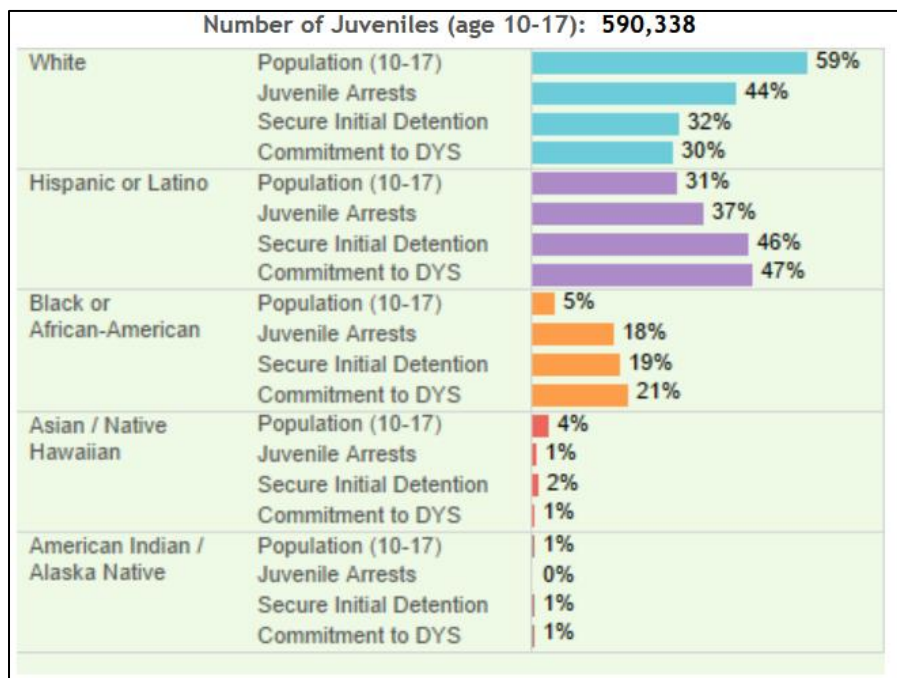 Number of Juveniles (age 10-17): 590,338
White Population (10-17) 59%
Juvenile Arrests 44%
Secure Initial Detention 32%
Commitment to DYS 30%
Hispanic or Latino Population (10-17) 31%
Juvenile Arrests 37%
Secure Initial Detention 46%
Commitment to DYS 47%
Black or Population (10-17) 5%
African-American Juvenile Arrests 18%
Secure Initial Detention 19%
Commitment to DYS 21%
Asian / Native Population (10-17) 4%
Hawaiian Juvenile Arrests 1%
Secure Initial Detention 2%
Commitment to DYS 1%
American Indian / Population (10-17) 1%
Alaska Native Juvenile Arrests 0%
Secure Initial Detention 1%
Commitment to DYS 1%